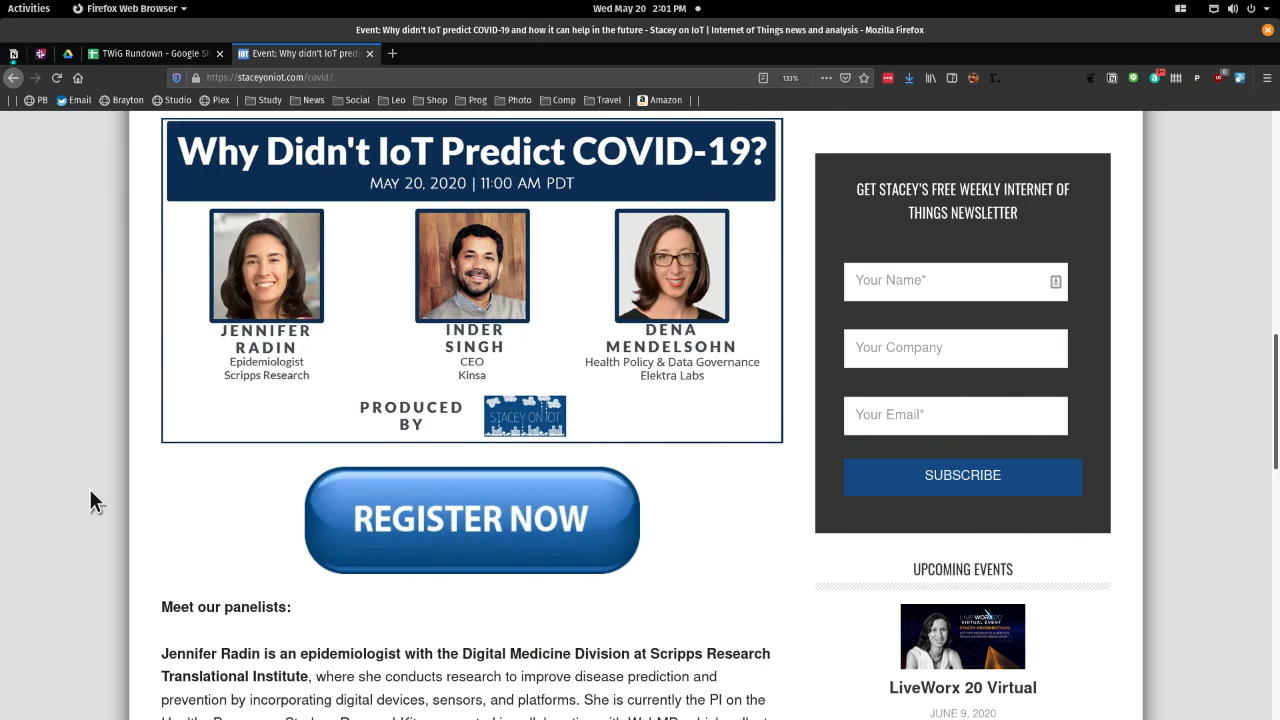 Activities
Firefox Web Browser
Wed May 20 2:01 PM
Event: Why didn't IoT predict COVID-19 and how it can help in the future - Stacey on IoT | Internet of Things news and analysis - Mozilla Firefox
TWiG Rundown - Google Sh
Event: Why didn't IoT predi
https://staceyoniot.com/covid/
133%
PB Email Brayton Studio Plex Study News Social Leo Shop Prog Photo Comp Travel Amazon
Why Didn't IoT Predict COVID-19?
MAY 20, 2020 | 11:00 AM PDT
JENNIFER
RADIN
Epidemiologist
Scripps Research
INDER
SINGH
CEO
Kinsa
DENA
MENDELSOHN
Health Policy & Data Governance
Elektra Labs
PRODUCED
BY
STACEY ON IOT
REGISTER NOW
Meet our panelists:
Jennifer Radin is an epidemiologist with the Digital Medicine Division at Scripps Research
Translational Institute, where she conducts research to improve disease prediction and
prevention by incorporating digital devices, sensors, and platforms. She is currently the PI on the
GET STACEY'S FREE WEEKLY INTERNET OF
THINGS NEWSLETTER
Your Name*
Your Company
Your Email*
SUBSCRIBE
UPCOMING EVENTS
LIVEWORX20
VIRTUAL EVENT
STACEY HIGGINBOTHAM
LiveWorx 20 Virtual
JUNE 9, 2020